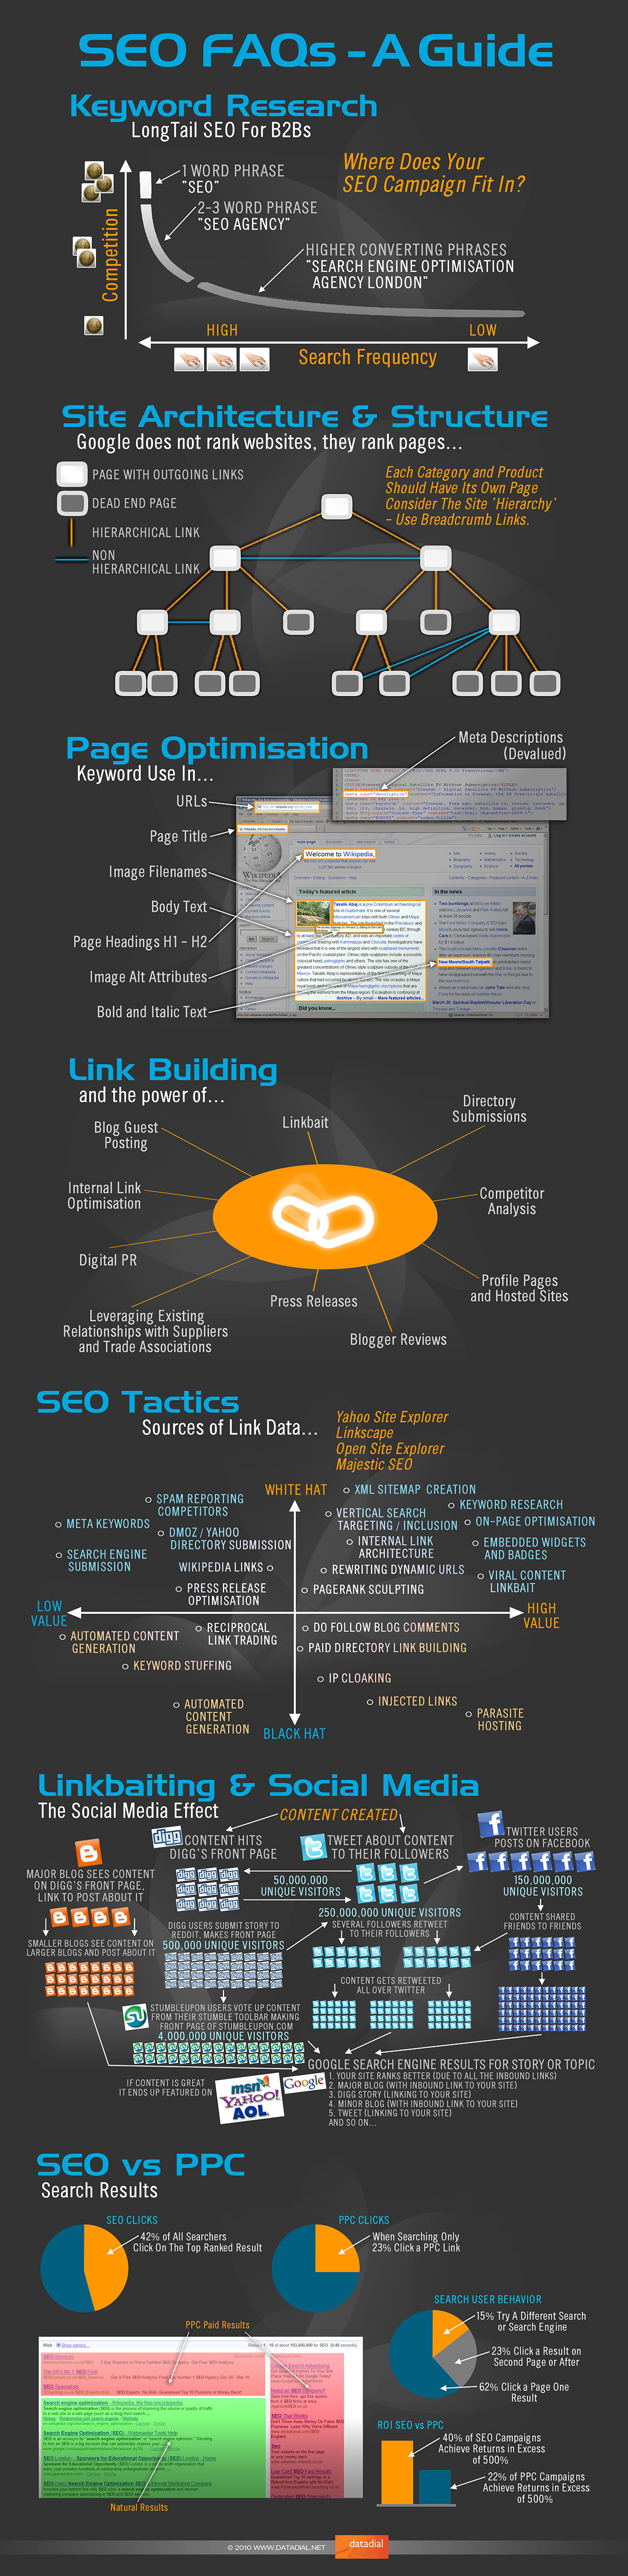 SEO FAQs - A Guide
Keyword Research
LongTail SEO For B2Bs
Where Does Your
SEO Campaign Fit In?
1 WORD PHRASE
"SEO"
2-3 WORD PHRASE
"SEO AGENCY"
HIGHER CONVERTING PHRASES
"SEARCH ENGINE OPTIMISATION
AGENCY LONDON"
Competition
HIGH
LOW
Search Frequency
Site Architecture & Structure
Google does not rank websites, they rank pages...
PAGE WITH OUTGOING LINKS
DEAD END PAGE
HIERARCHICAL LINK
NON
HIERARCHICAL LINK
Each Category and Product
Should Have Its Own Page
Consider The Site 'Hierarchy'
- Use Breadcrumb Links.
Page Optimisation
Keyword Use In...
Meta Descriptions
(Devalued)
URLs
Page Title
Image Filenames
Body Text
Page Headings H1 - H2
Image Alt Attributes
Bold and Italic Text
Welcome to Wikipedia,
WIKIPEDIA
Today's featured article
In the news
Did you know...
Link Building
and the power of...
Blog Guest
Posting
Linkbait
Directory
Submissions
Internal Link
Optimisation
Competitor
Analysis
Digital PR
Profile Pages
and Hosted Sites
Press Releases
Leveraging Existing
Relationships with Suppliers
and Trade Associations
Blogger Reviews
SEO Tactics
Sources of Link Data...
Yahoo Site Explorer
Linkscape
Open Site Explorer
Majestic SEO
WHITE HAT
XML SITEMAP CREATION
SPAM REPORTING
COMPETITORS
KEYWORD RESEARCH
META KEYWORDS
VERTICAL SEARCH
TARGETING / INCLUSION
ON-PAGE OPTIMISATION
DMOZ / YAHOO
DIRECTORY SUBMISSION
INTERNAL LINK
ARCHITECTURE
EMBEDDED WIDGETS
AND BADGES
SEARCH ENGINE
SUBMISSION
WIKIPEDIA LINKS
REWRITING DYNAMIC URLS
VIRAL CONTENT
LINKBAIT
PRESS RELEASE
OPTIMISATION
PAGERANK SCULPTING
LOW
VALUE
HIGH
VALUE
RECIPROCAL
LINK TRADING
DO FOLLOW BLOG COMMENTS
AUTOMATED CONTENT
GENERATION
PAID DIRECTORY LINK BUILDING
KEYWORD STUFFING
IP CLOAKING
AUTOMATED
CONTENT
GENERATION
INJECTED LINKS
PARASITE
HOSTING
BLACK HAT
Linkbaiting & Social Media
The Social Media Effect
CONTENT CREATED
digg
CONTENT HITS
DIGG'S FRONT PAGE
TWEET ABOUT CONTENT
TO THEIR FOLLOWERS
TWITTER USERS
POSTS ON FACEBOOK
MAJOR BLOG SEES CONTENT
ON DIGG'S FRONT PAGE,
LINK TO POST ABOUT IT
50,000,000
UNIQUE VISITORS
150,000,000
UNIQUE VISITORS
250,000,000 UNIQUE VISITORS
SEVERAL FOLLOWERS RETWEET
TO THEIR FOLLOWERS
CONTENT SHARED
FRIENDS TO FRIENDS
DIGG USERS SUBMIT STORY TO
REDDIT, MAKES FRONT PAGE
500,000 UNIQUE VISITORS
SMALLER BLOGS SEE CONTENT ON
LARGER BLOGS AND POST ABOUT IT
CONTENT GETS RETWEETED
ALL OVER TWITTER
STUMBLEUPON USERS VOTE UP CONTENT
FROM THEIR STUMBLE TOOLBAR MAKING
FRONT PAGE OF STUMBLEUPON.COM
4,000,000 UNIQUE VISITORS
IF CONTENT IS GREAT
IT ENDS UP FEATURED ON
msn
YAHOO!
AOL
Google
GOOGLE SEARCH ENGINE RESULTS FOR STORY OR TOPIC
1. YOUR SITE RANKS BETTER (DUE TO ALL THE INBOUND LINKS)
2. MAJOR BLOG (WITH INBOUND LINK TO YOUR SITE)
3. DIGG STORY (LINKING TO YOUR SITE)
4. MINOR BLOG (WITH INBOUND LINK TO YOUR SITE)
5. TWEET (LINKING TO YOUR SITE)
AND SO ON...
SEO vs PPC
Search Results
SEO CLICKS
42% of All Searchers
Click On The Top Ranked Result
PPC CLICKS
When Searching Only
23% Click a PPC Link
SEARCH USER BEHAVIOR
15% Try A Different Search
or Search Engine
23% Click a Result on
Second Page or After
62% Click a Page One
Result
PPC Paid Results
Natural Results
ROI SEO vs PPC
40% of SEO Campaigns
Achieve Returns in Excess
of 500%
22% of PPC Campaigns
Achieve Returns in Excess
of 500%
© 2010 WWW.DATADIAL.NET
datadial